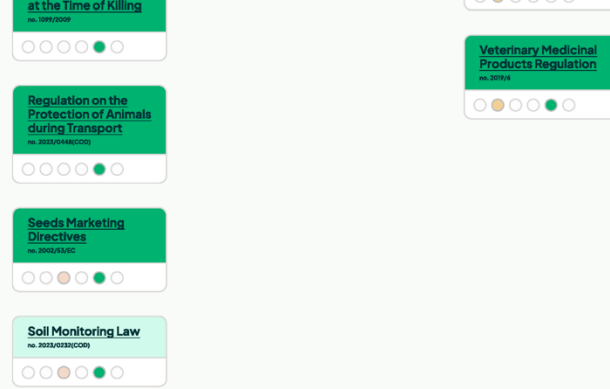 at the Time of Killing
no. 1099/2009
Regulation on the
Protection of Animals
during Transport
no. 2023/0448(COD)
Seeds Marketing
Directives
no. 2002/53/EC
Soil Monitoring Law
no. 2023/0232(COD)
Veterinary Medicinal
Products Regulation
no. 2019/6